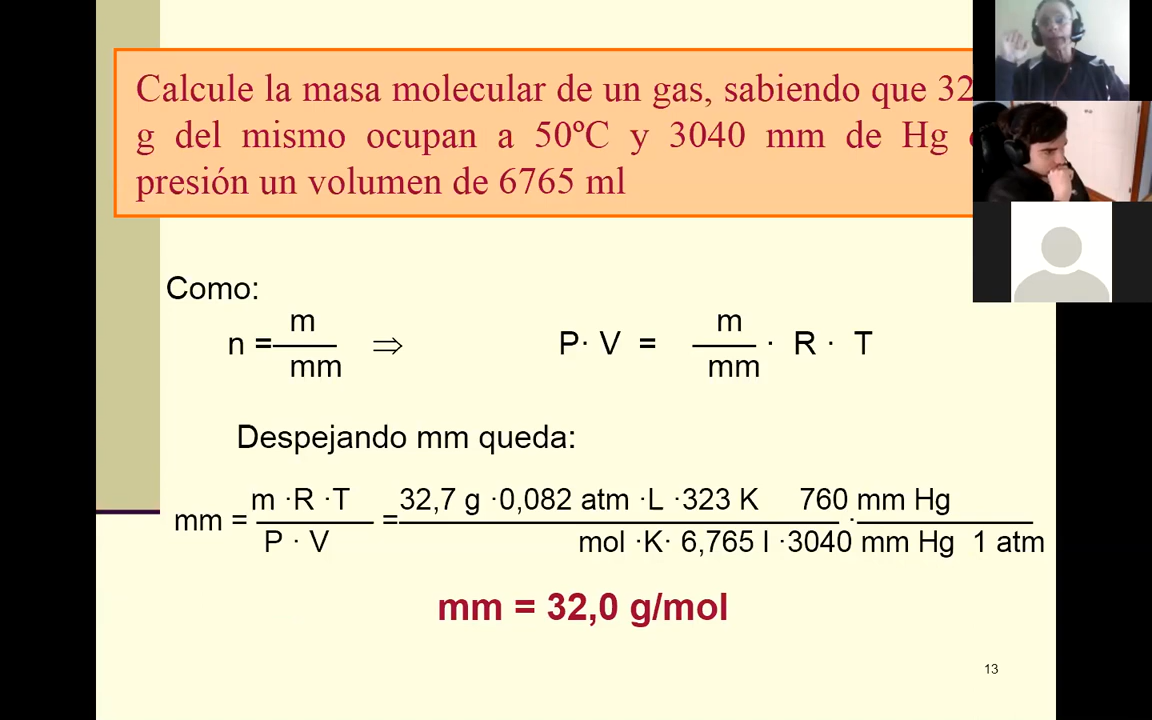 Calcule la masa molecular de un gas, sabiendo que 32
g del mismo ocupan a 50ºC y 3040 mm de Hg
presión un volumen de 6765 ml
Como:
n = m / mm ⇒ P· V = m / mm · R · T
Despejando mm queda:
mm = m ·R ·T / P · V = 32,7 g ·0,082 atm ·L ·323 K / mol ·K· 6,765 l ·3040 mm Hg · 760 mm Hg / 1 atm
mm = 32,0 g/mol
13